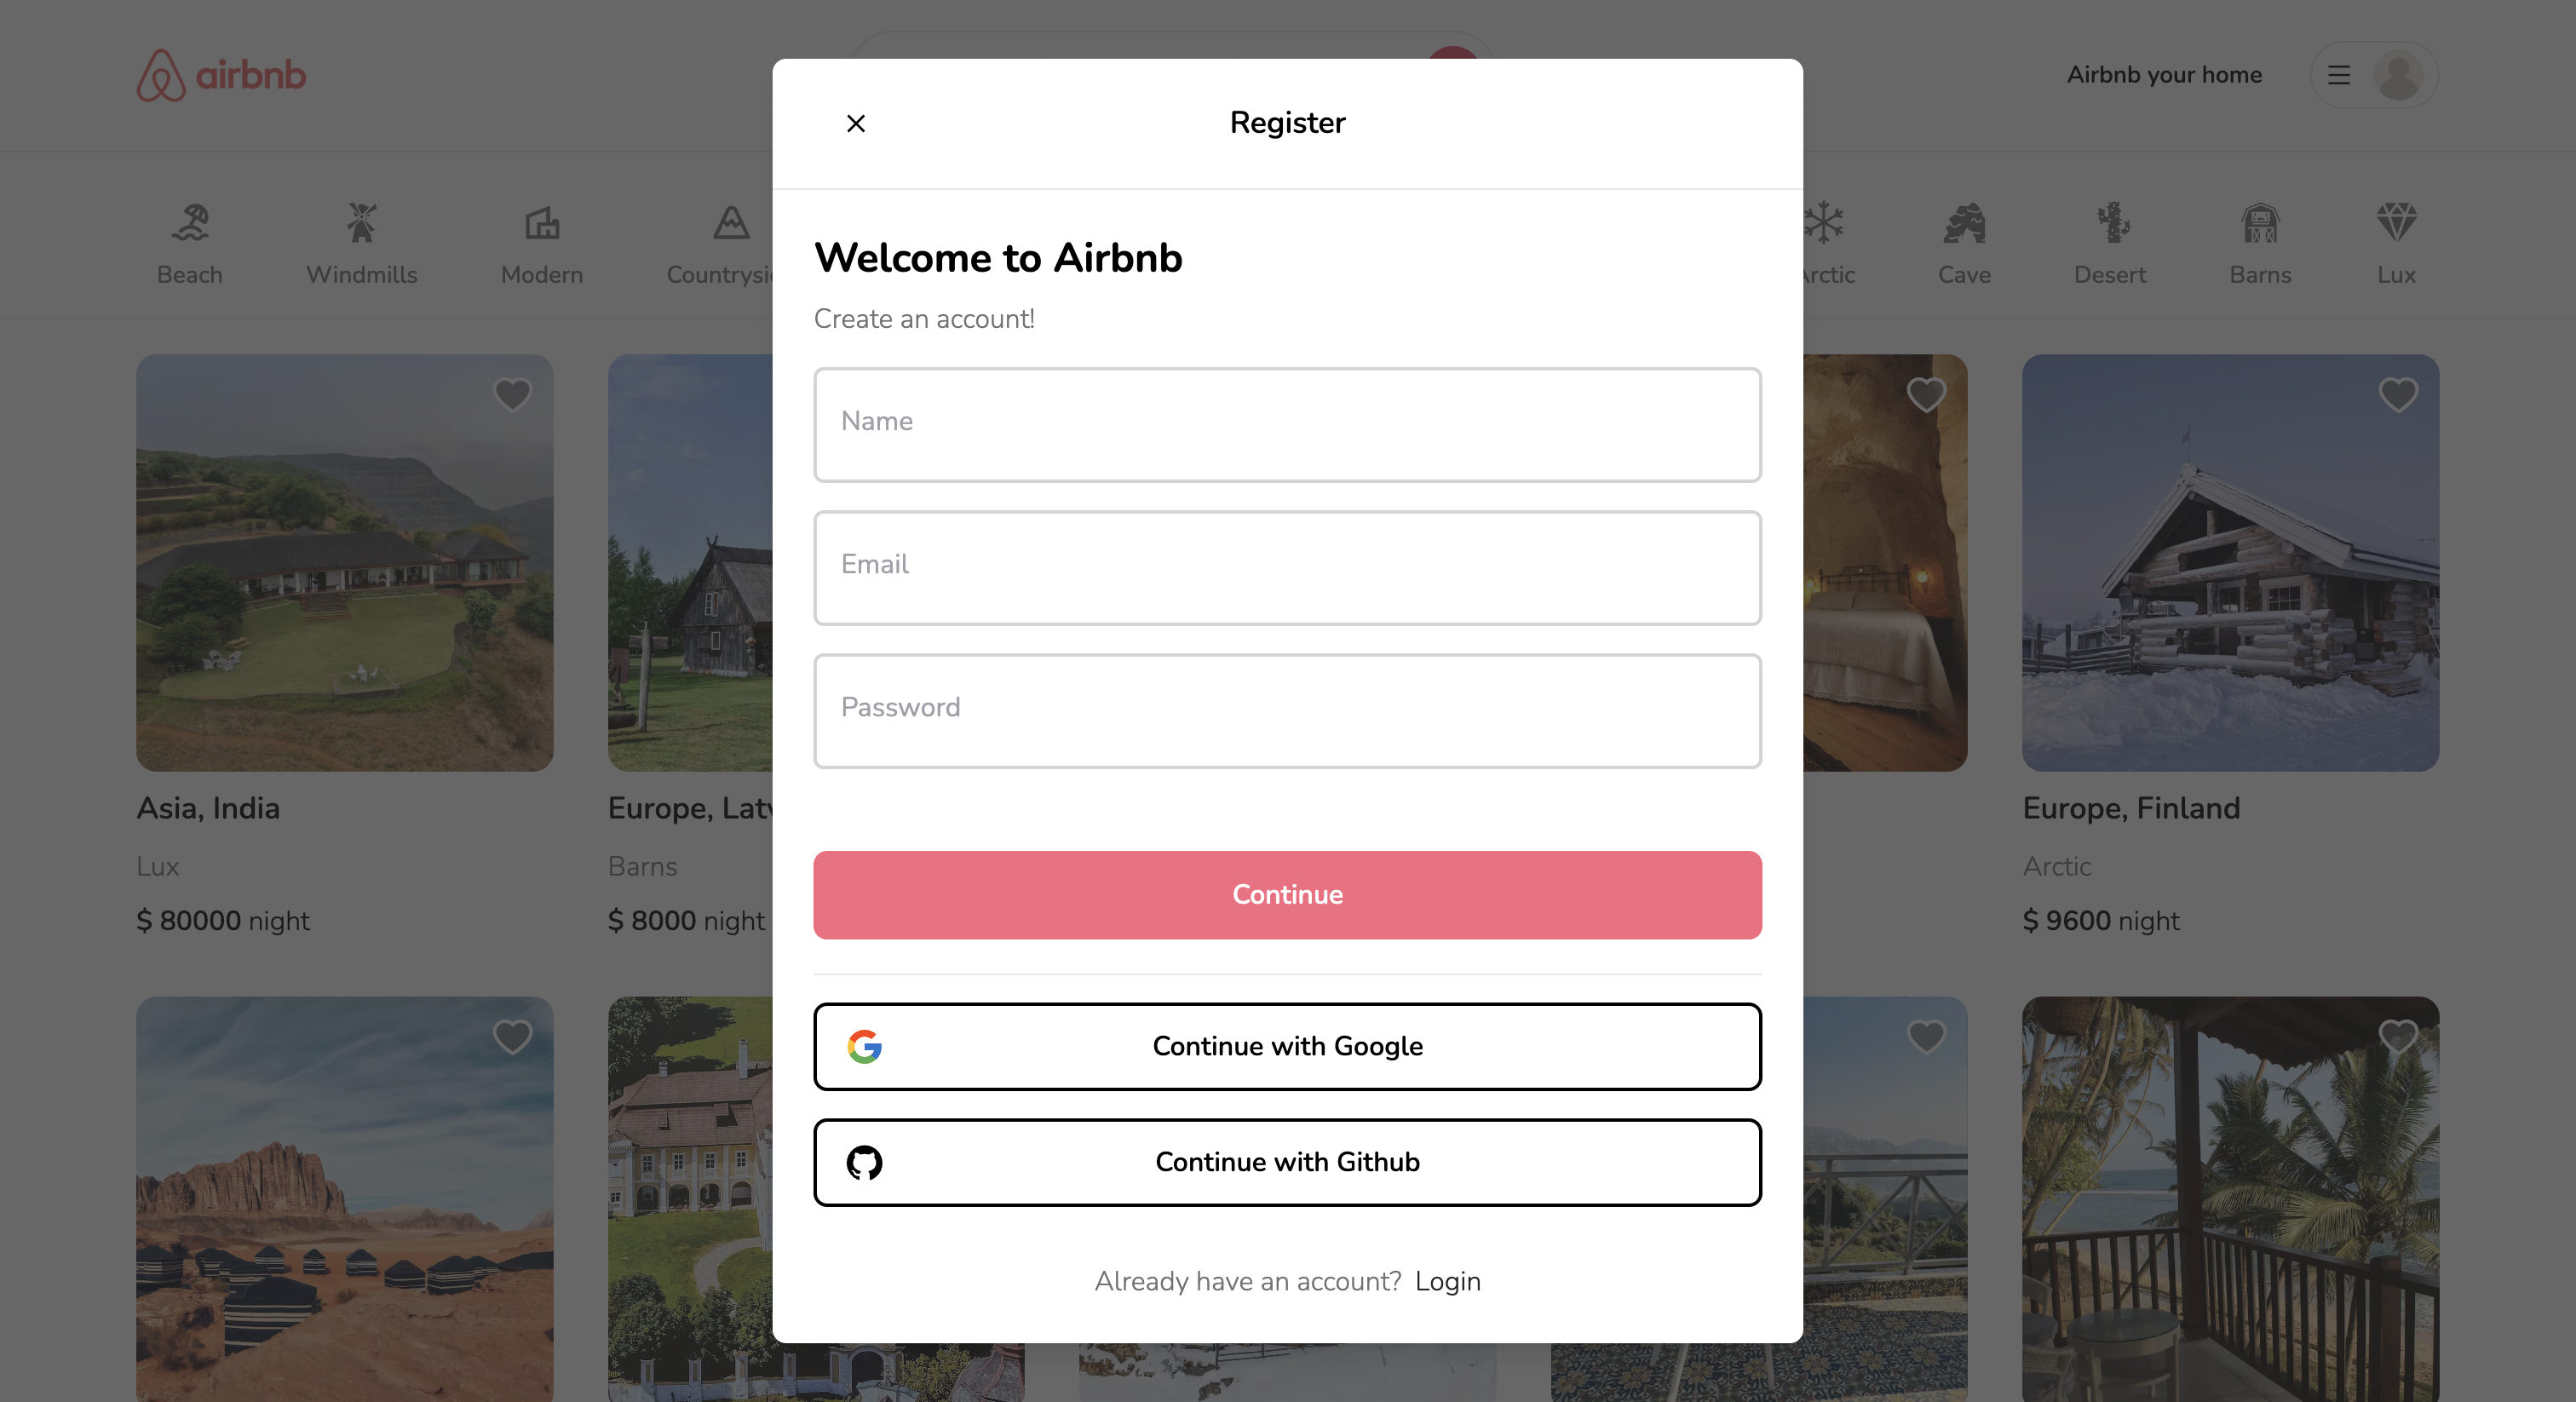 airbnb
Airbnb your home
Register
Beach
Windmills
Modern
Countrysi
Arctic
Cave
Desert
Barns
Lux
Welcome to Airbnb
Create an account!
Name
Email
Password
Continue
Continue with Google
Continue with Github
Already have an account? Login
Asia, India
Lux
$ 80000 night
Europe, Latv
Barns
$ 8000 night
Europe, Finland
Arctic
$ 9600 night